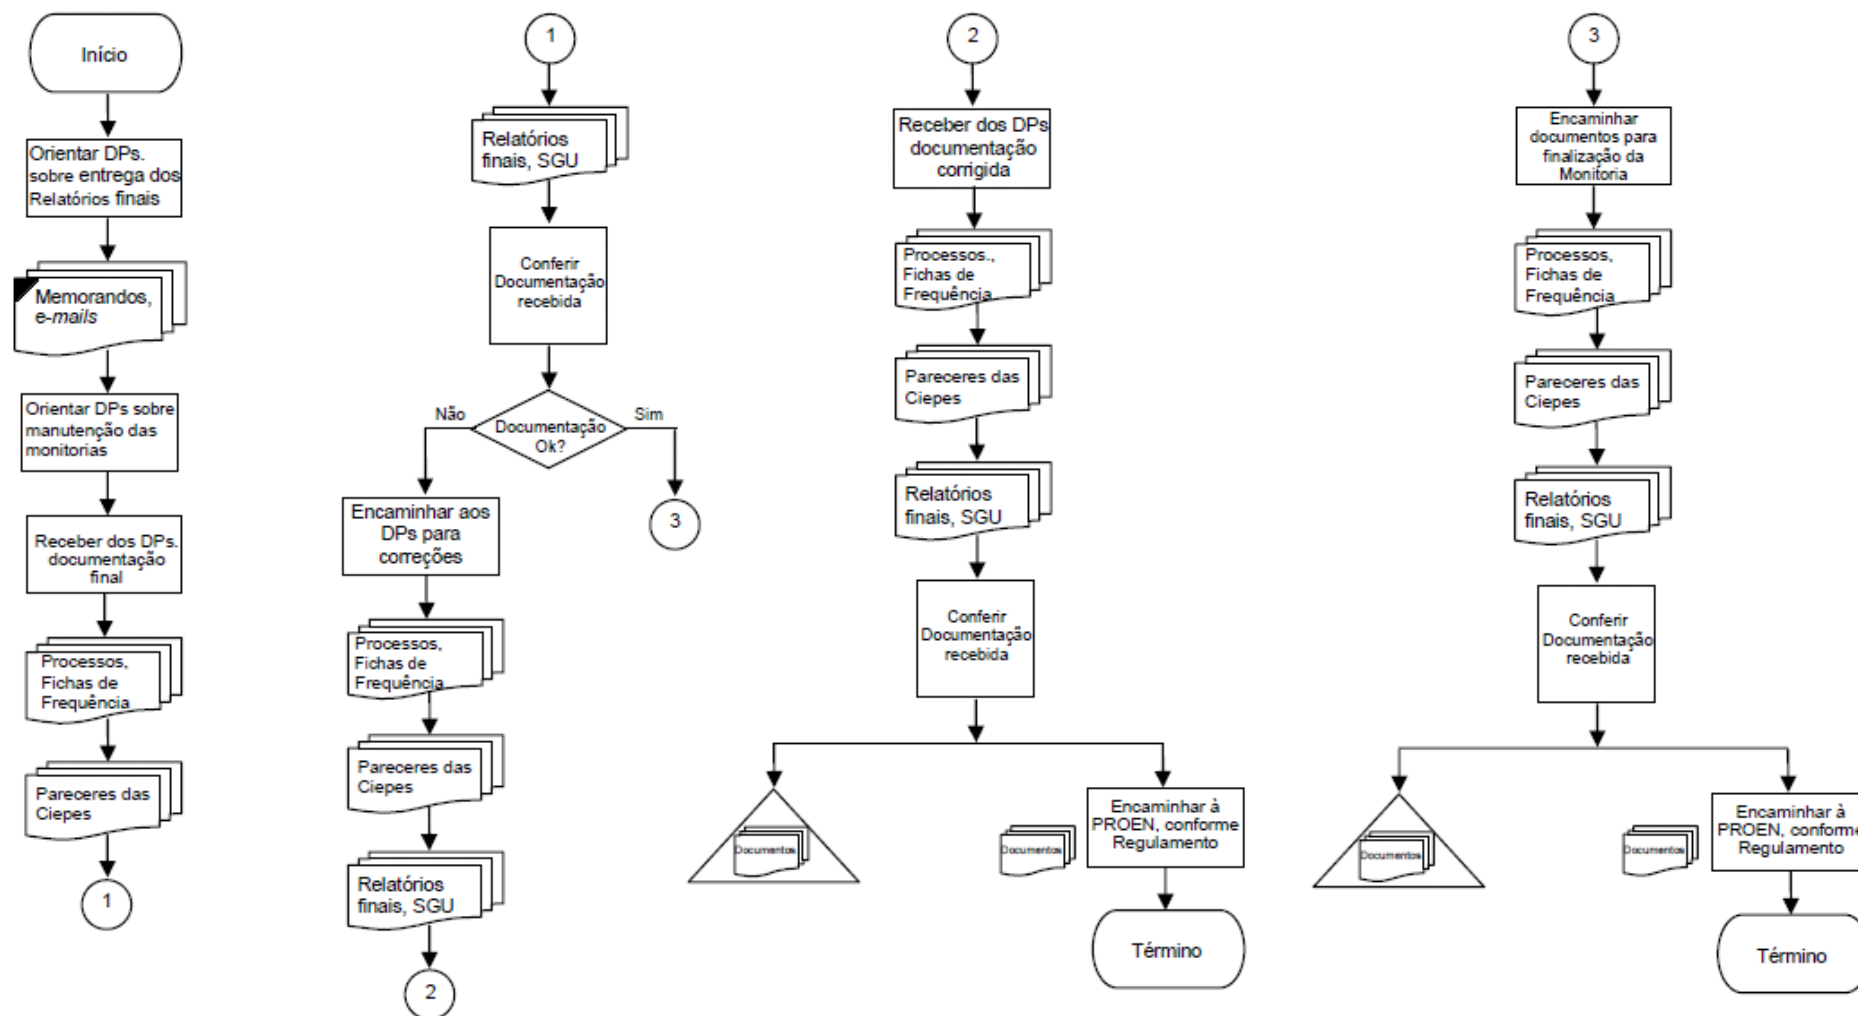 Início
Orientar DPs.
sobre entrega dos
Relatórios finais
Memorandos,
e-mails
Orientar DPs sobre
manutenção das
monitorias
Receber dos DPs.
documentação
final
Processos,
Fichas de
Frequência
Pareceres das
Ciepes
1
1
Relatórios
finais, SGU
Conferir
Documentação
recebida
Documentação
Ok?
Não
Sim
3
Encaminhar aos
DPs para
correções
Processos,
Fichas de
Frequência
Pareceres das
Ciepes
Relatórios
finais, SGU
2
2
Receber dos DPs
documentação
corrigida
Processos.,
Fichas de
Frequência
Pareceres das
Ciepes
Relatórios
finais, SGU
Conferir
Documentação
recebida
Documentos
Documentos
Encaminhar à
PROEN, conforme
Regulamento
Término
3
Encaminhar
documentos para
finalização da
Monitoria
Processos,
Fichas de
Frequência
Pareceres das
Ciepes
Relatórios
finais, SGU
Conferir
Documentação
recebida
Documentos
Documentos
Encaminhar à
PROEN, conforme
Regulamento
Término